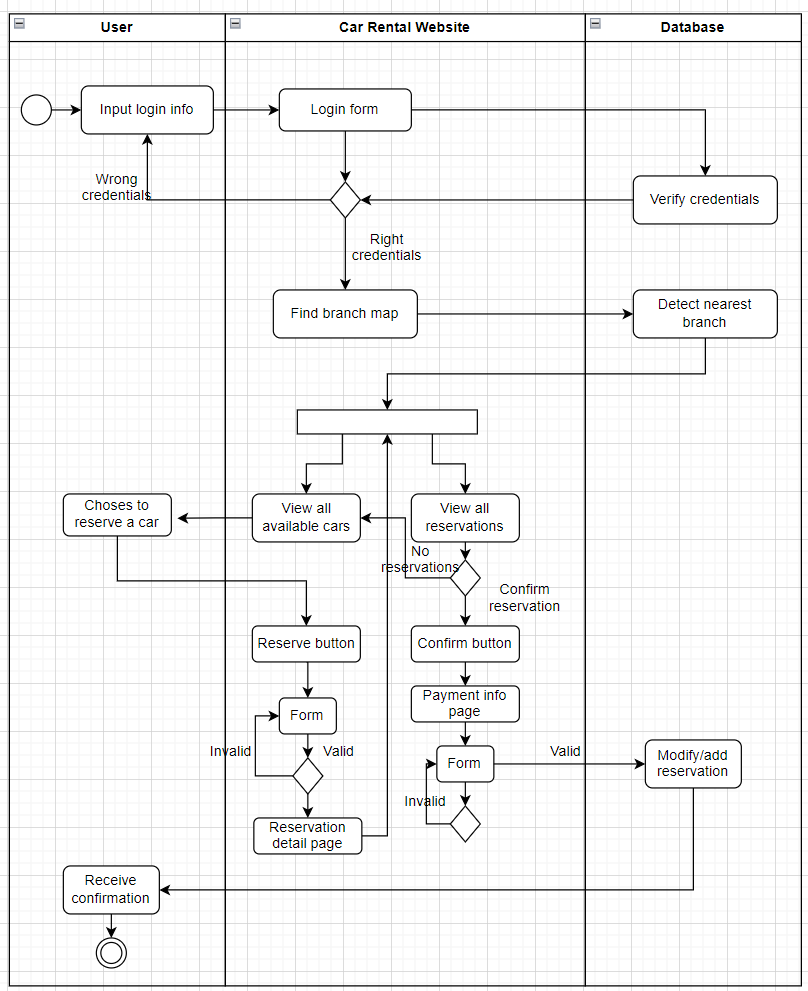 User
Car Rental Website
Database
Input login info
Login form
Wrong
credentials
Verify credentials
Right
credentials
Find branch map
Detect nearest
branch
Choses to
reserve a car
View all
available cars
View all
reservations
No
reservations
Confirm
reservation
Reserve button
Confirm button
Payment info
page
Form
Invalid
Valid
Form
Valid
Modify/add
reservation
Invalid
Reservation
detail page
Receive
confirmation